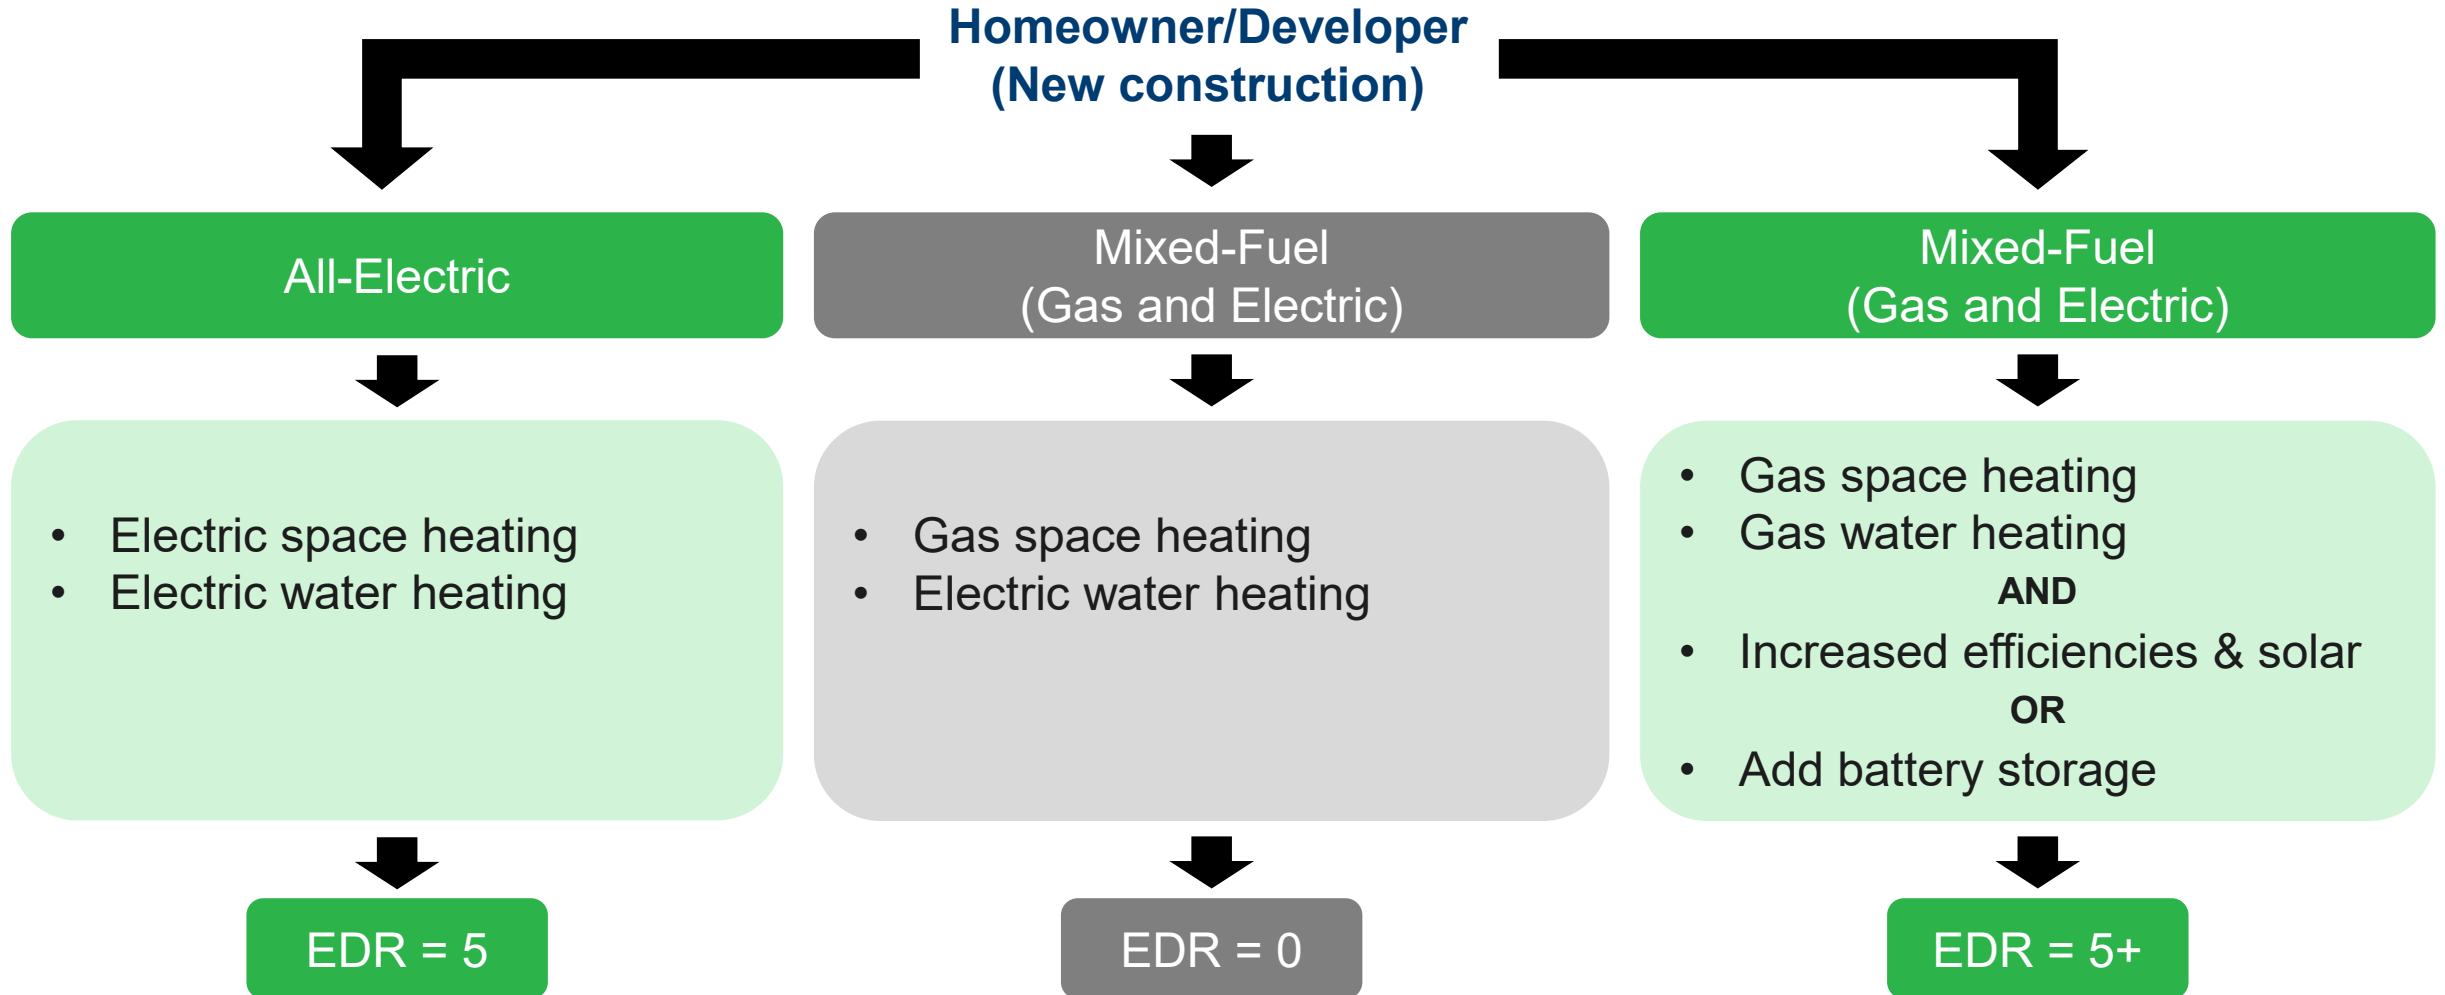 Homeowner/Developer
(New construction)
All-Electric
• Electric space heating
• Electric water heating
EDR = 5
Mixed-Fuel
(Gas and Electric)
• Gas space heating
• Electric water heating
EDR = 0
Mixed-Fuel
(Gas and Electric)
• Gas space heating
• Gas water heating
AND
• Increased efficiencies & solar
OR
• Add battery storage
EDR = 5+